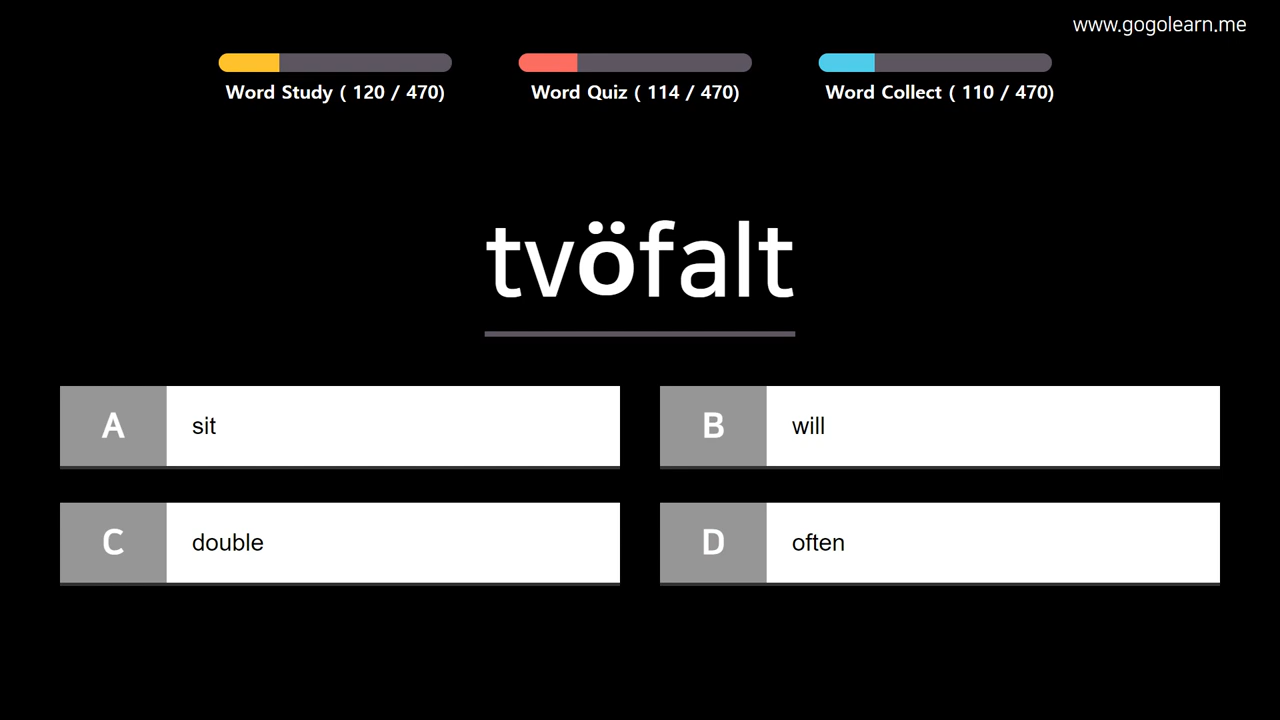 www.gogolearn.me
Word Study ( 120 / 470)
Word Quiz ( 114 / 470)
Word Collect ( 110 / 470)
tvöfalt
A sit
B will
C double
D often